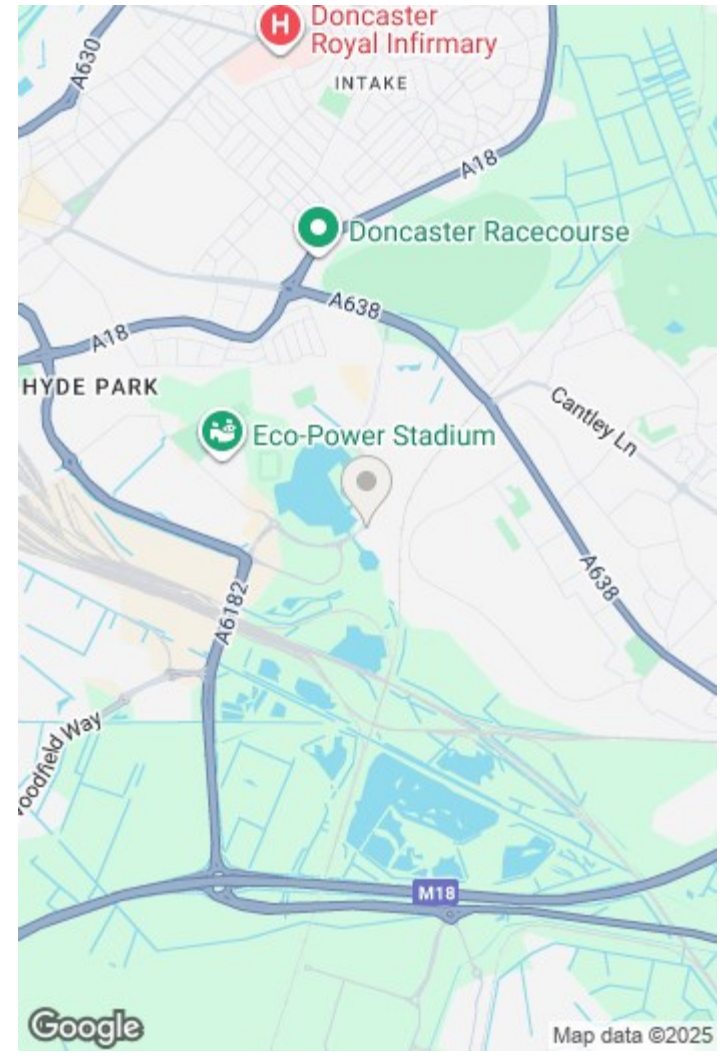 H
Doncaster
Royal Infirmary
A630
INTAKE
A18
Doncaster Racecourse
A638
A18
HYDE PARK
Cantley Ln
Eco-Power Stadium
A638
A6182
Woodfield Way
M18
Google
Map data ©2025